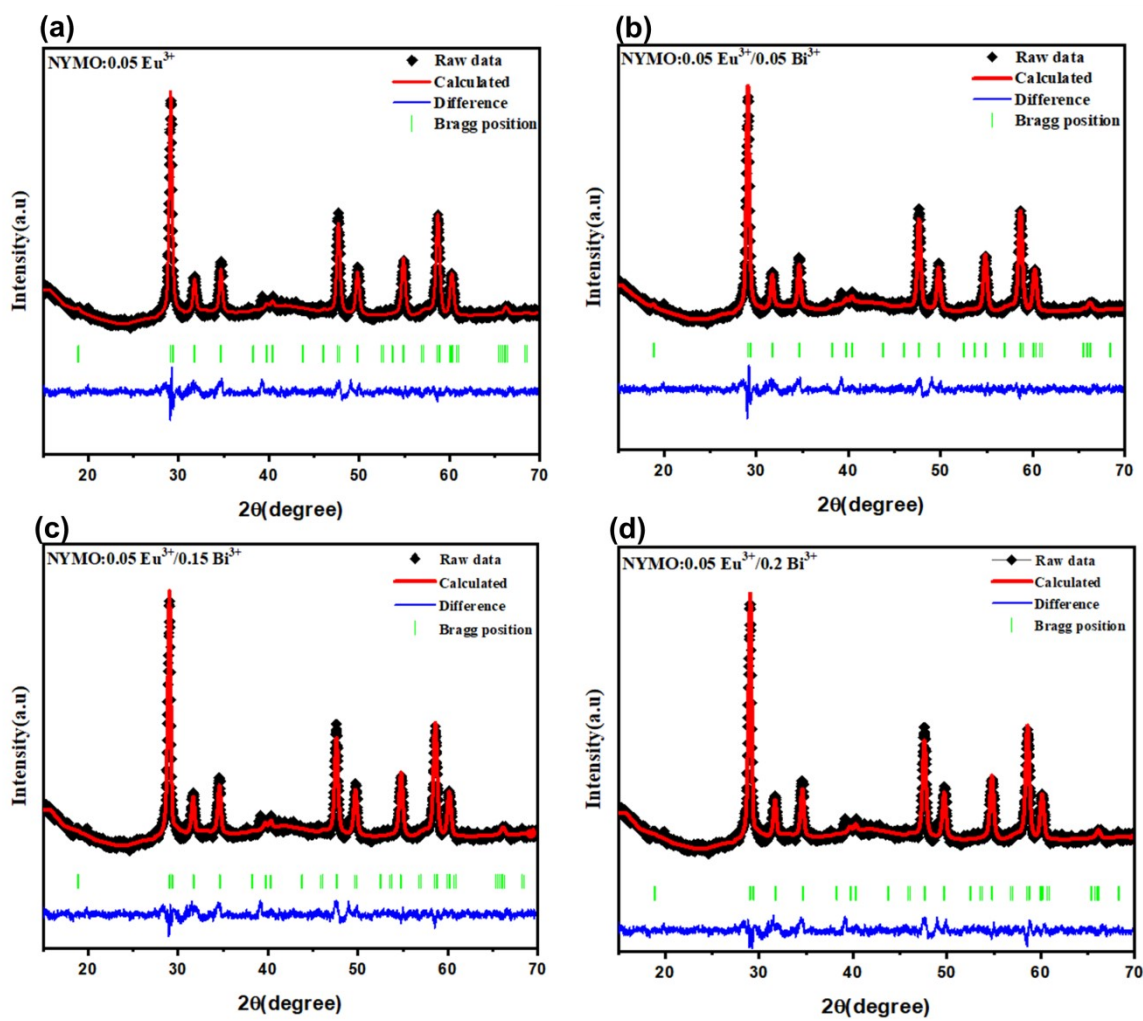 (a)
NYMO:0.05 Eu³⁺
Raw data
Calculated
Difference
Bragg position
Intensity(a.u)
20 30 40 50 60 70
2θ(degree)
(b)
NYMO:0.05 Eu³⁺/0.05 Bi³⁺
Raw data
Calculated
Difference
Bragg position
Intensity(a.u)
20 30 40 50 60 70
2θ(degree)
(c)
NYMO:0.05 Eu³⁺/0.15 Bi³⁺
Raw data
Calculated
Difference
Bragg position
Intensity(a.u)
20 30 40 50 60 70
2θ(degree)
(d)
NYMO:0.05 Eu³⁺/0.2 Bi³⁺
Raw data
Calculated
Difference
Bragg position
Intensity(a.u)
20 30 40 50 60 70
2θ(degree)